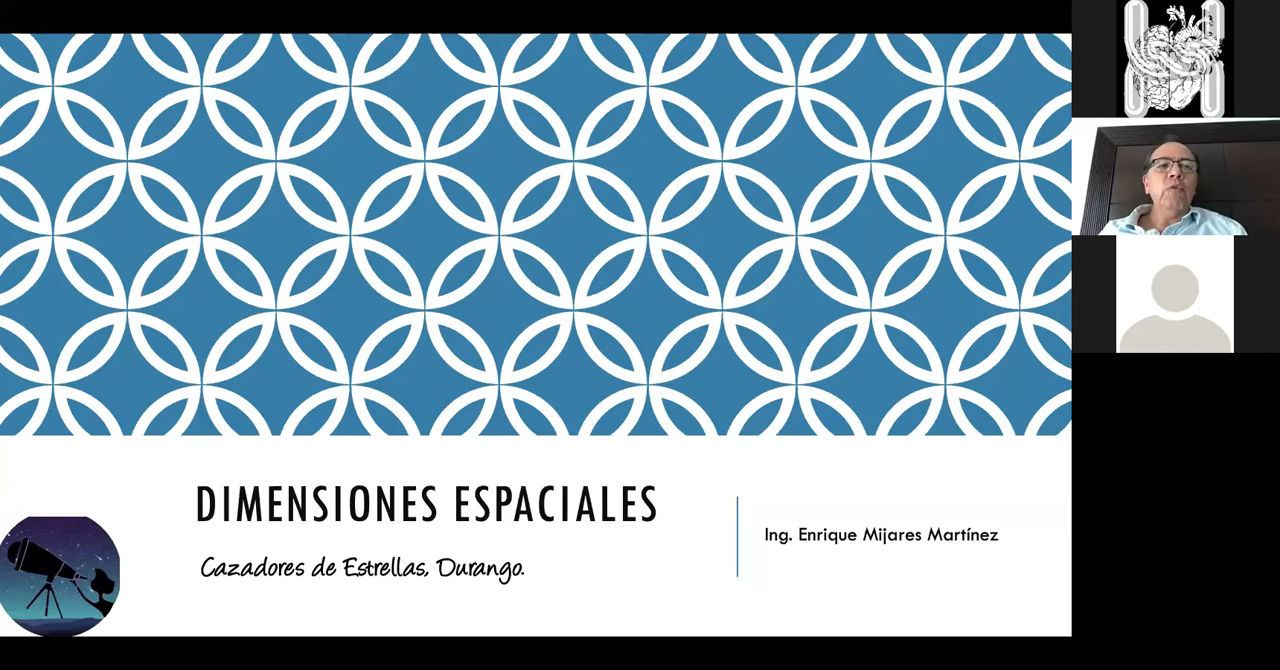 DIMENSIONES ESPACIALES
Cazadores de Estrellas, Durango.
Ing. Enrique Mijares Martínez